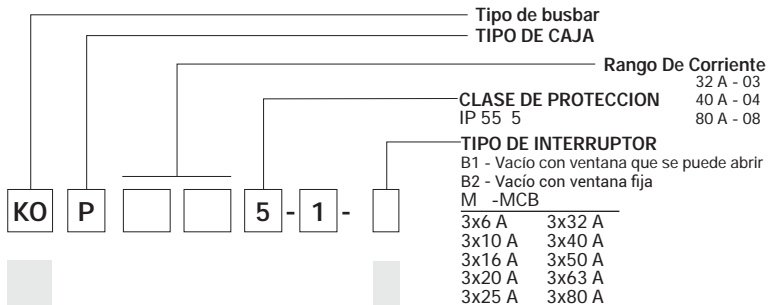 Tipo de busbar
TIPO DE CAJA
Rango De Corriente
32 A - 03
CLASE DE PROTECCION 40 A - 04
IP 55 5 80 A - 08
TIPO DE INTERRUPTOR
B1 - Vacío con ventana que se puede abrir
B2 - Vacío con ventana fija
KO P 5 - 1 - M -MCB
3x6 A 3x32 A
3x10 A 3x40 A
3x16 A 3x50 A
3x20 A 3x63 A
3x25 A 3x80 A